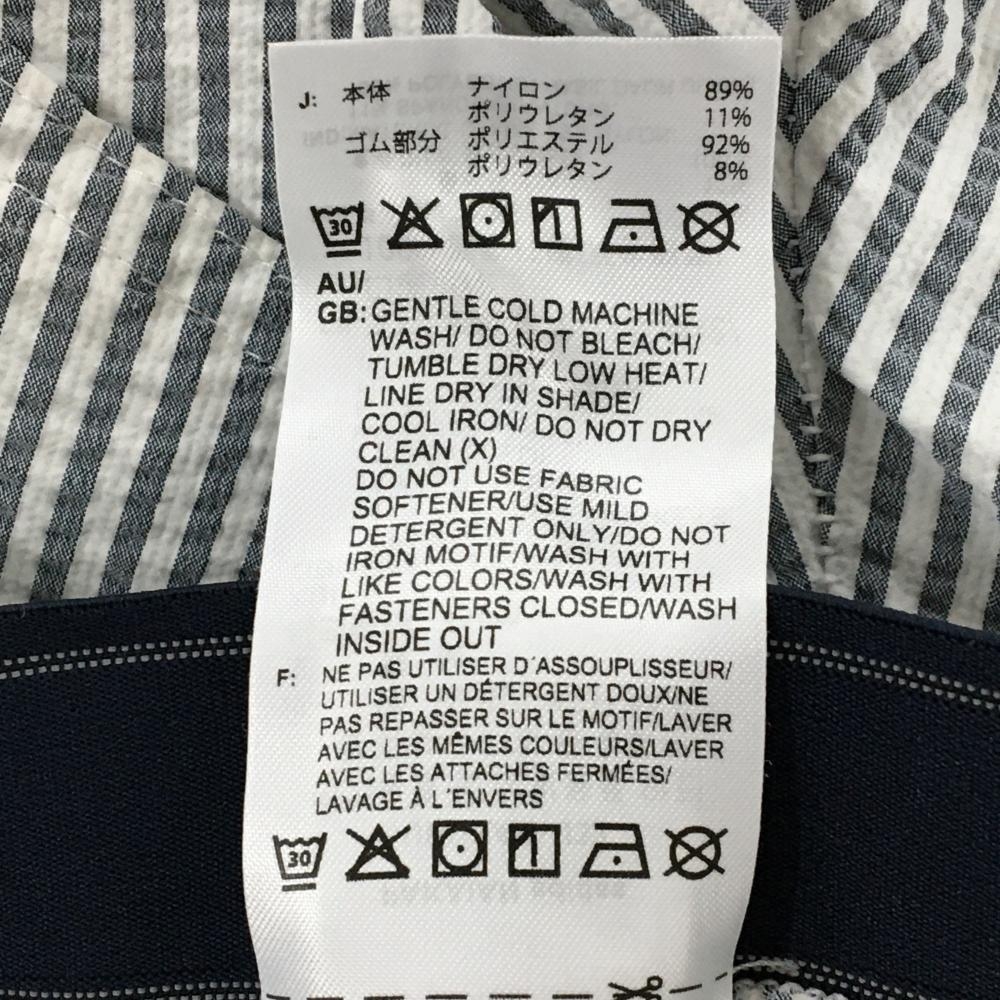 J: 本体 ナイロン 89%
ポリウレタン 11%
ゴム部分 ポリエステル 92%
ポリウレタン 8%
30
AU/
GB: GENTLE COLD MACHINE
WASH/ DO NOT BLEACH/
TUMBLE DRY LOW HEAT/
LINE DRY IN SHADE/
COOL IRON/ DO NOT DRY
CLEAN (X)
DO NOT USE FABRIC
SOFTENER/USE MILD
DETERGENT ONLY/DO NOT
IRON MOTIF/WASH WITH
LIKE COLORS/WASH WITH
FASTENERS CLOSED/WASH
INSIDE OUT
F: NE PAS UTILISER D´ASSOUPLISSEUR/
UTILISER UN DÉTERGENT DOUX/NE
PAS REPASSER SUR LE MOTIF/LAVER
AVEC LES MÊMES COULEURS/LAVER
AVEC LES ATTACHES FERMÉES/
LAVAGE À L´ENVERS
30